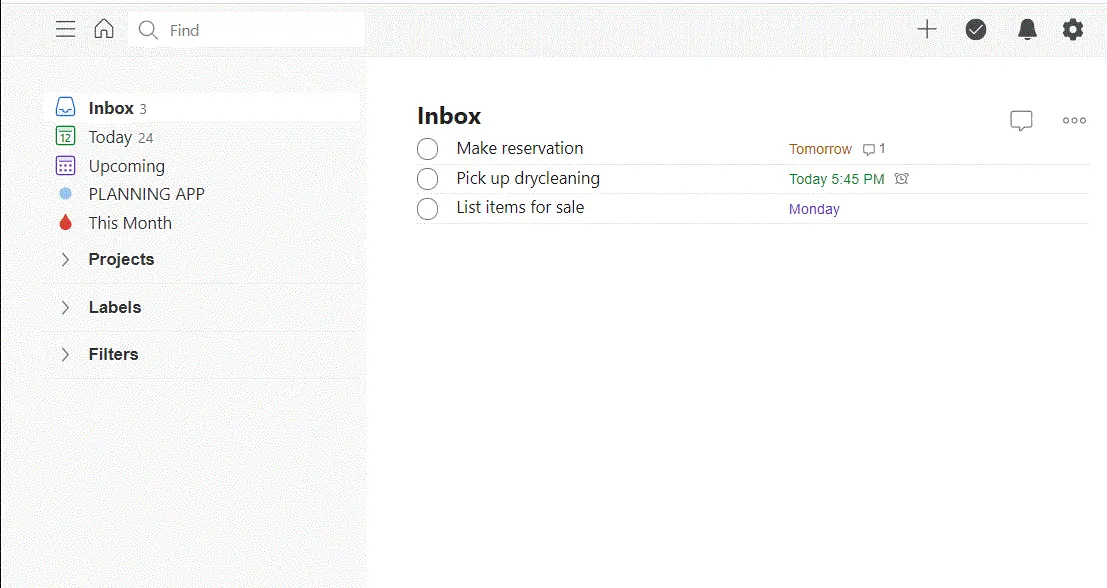 Find
Inbox 3
12
Today 24
Upcoming
PLANNING APP
This Month
Projects
Labels
Filters
Inbox
Make reservation Tomorrow 1
Pick up drycleaning Today 5:45 PM
List items for sale Monday